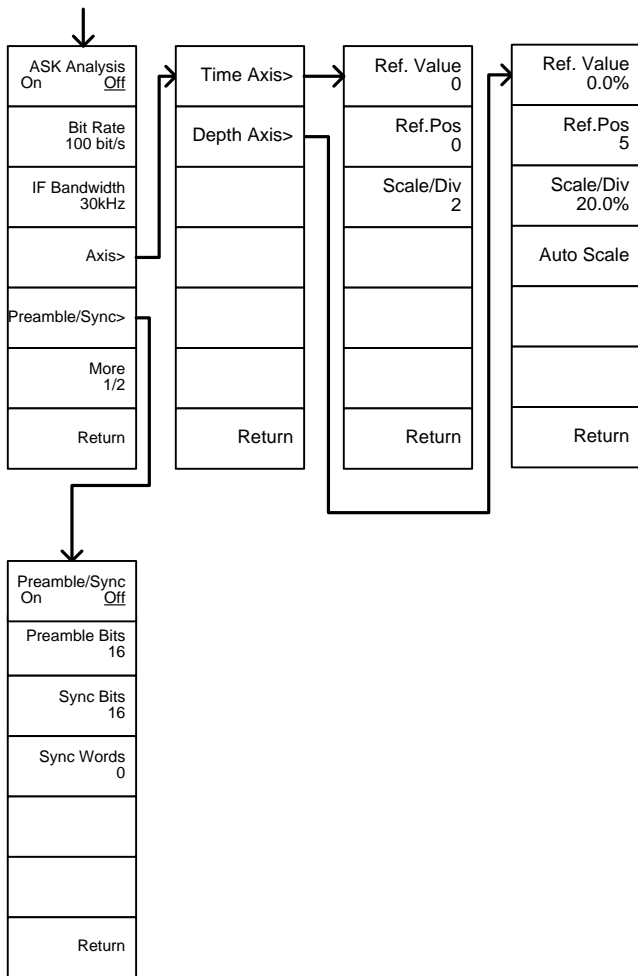 ASK Analysis
On Off
Bit Rate
100 bit/s
IF Bandwidth
30kHz
Axis>
Preamble/Sync>
More
1/2
Return
Time Axis>
Depth Axis>
Return
Ref. Value
0
Ref.Pos
0
Scale/Div
2
Return
Ref. Value
0.0%
Ref.Pos
5
Scale/Div
20.0%
Auto Scale
Return
Preamble/Sync
On Off
Preamble Bits
16
Sync Bits
16
Sync Words
0
Return